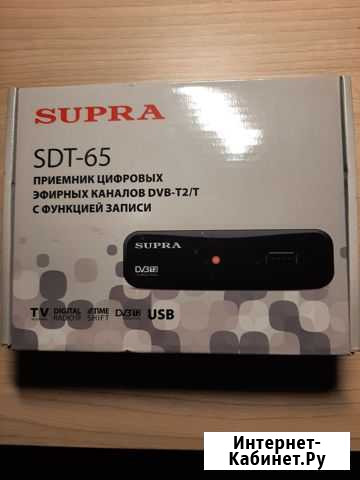 SUPRA
SDT-65
ПРИЕМНИК ЦИФРОВЫХ
ЭФИРНЫХ КАНАЛОВ DVB-T2/T
С ФУНКЦИЕЙ ЗАПИСИ
SUPRA
DVB T2
TV DIGITAL RADIO TIME SHIFT DVB T2 USB
Интернет-
Кабинет.Ру